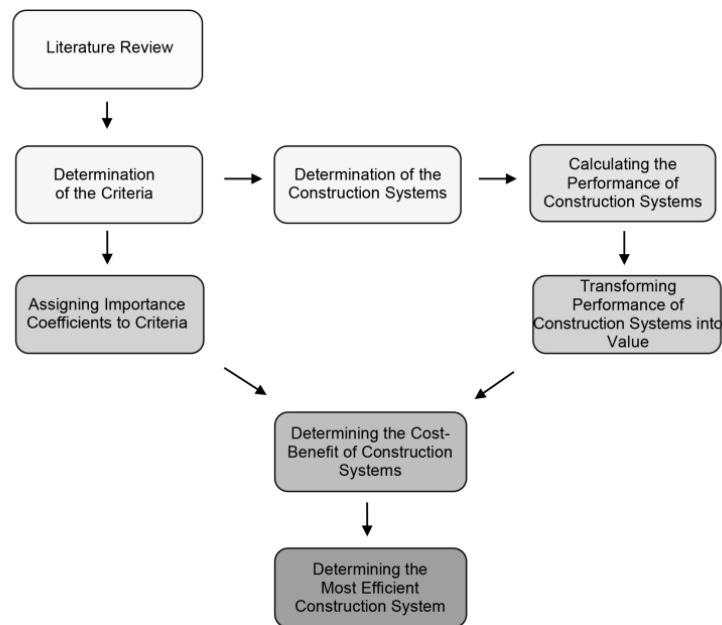 Literature Review
Determination
of the Criteria
Determination of the
Construction Systems
Calculating the
Performance of
Construction Systems
Assigning Importance
Coefficients to Criteria
Transforming
Performance of
Construction Systems into
Value
Determining the Cost-
Benefit of Construction
Systems
Determining the
Most Efficient
Construction System